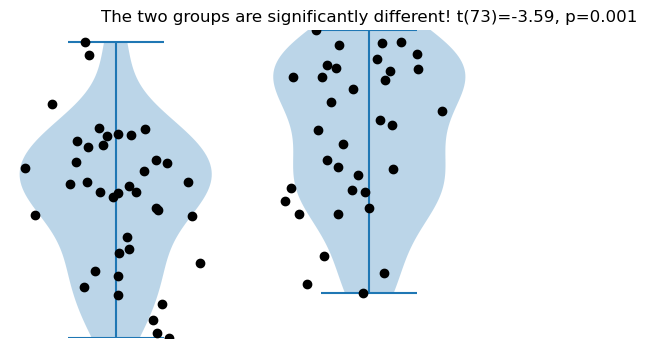 The two groups are significantly different! t(73)=-3.59, p=0.001